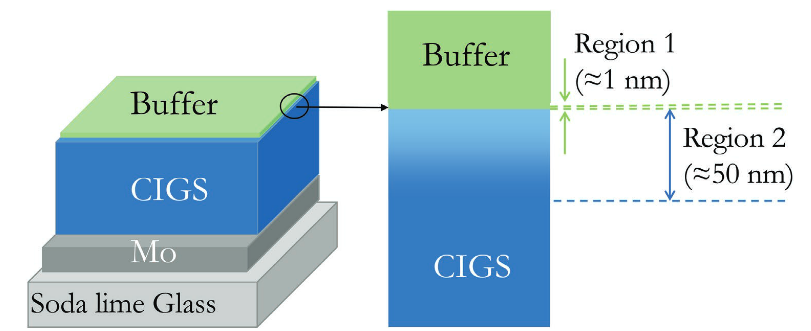 Buffer
CIGS
Mo
Soda lime Glass
Buffer
CIGS
Region 1
(≈1 nm)
Region 2
(≈50 nm)